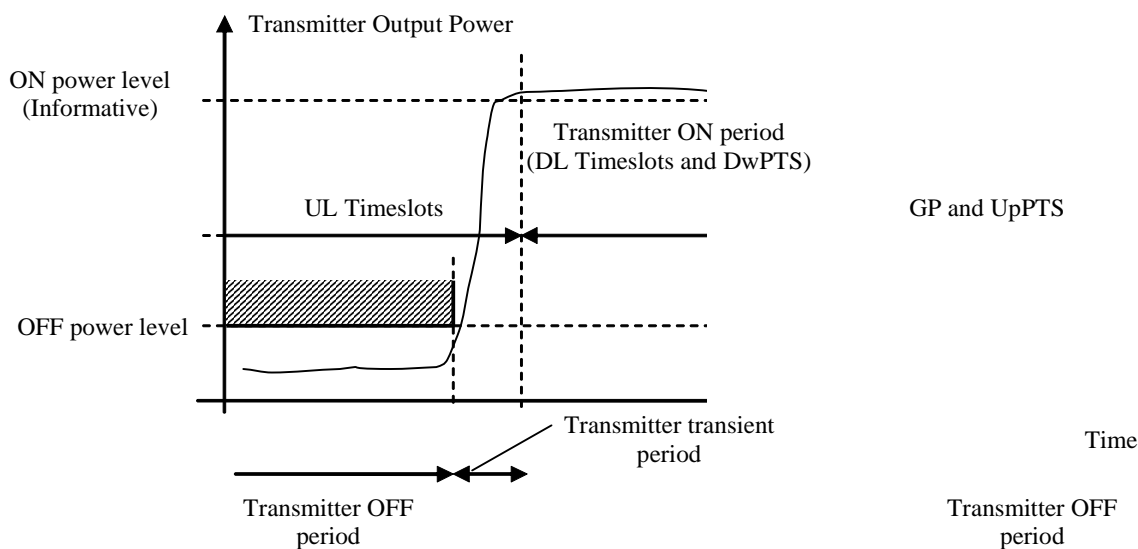 Transmitter Output Power
ON power level
(Informative)
Transmitter ON period
(DL Timeslots and DwPTS)
UL Timeslots
GP and UpPTS
OFF power level
Transmitter transient
period
Time
Transmitter OFF
period
Transmitter OFF
period